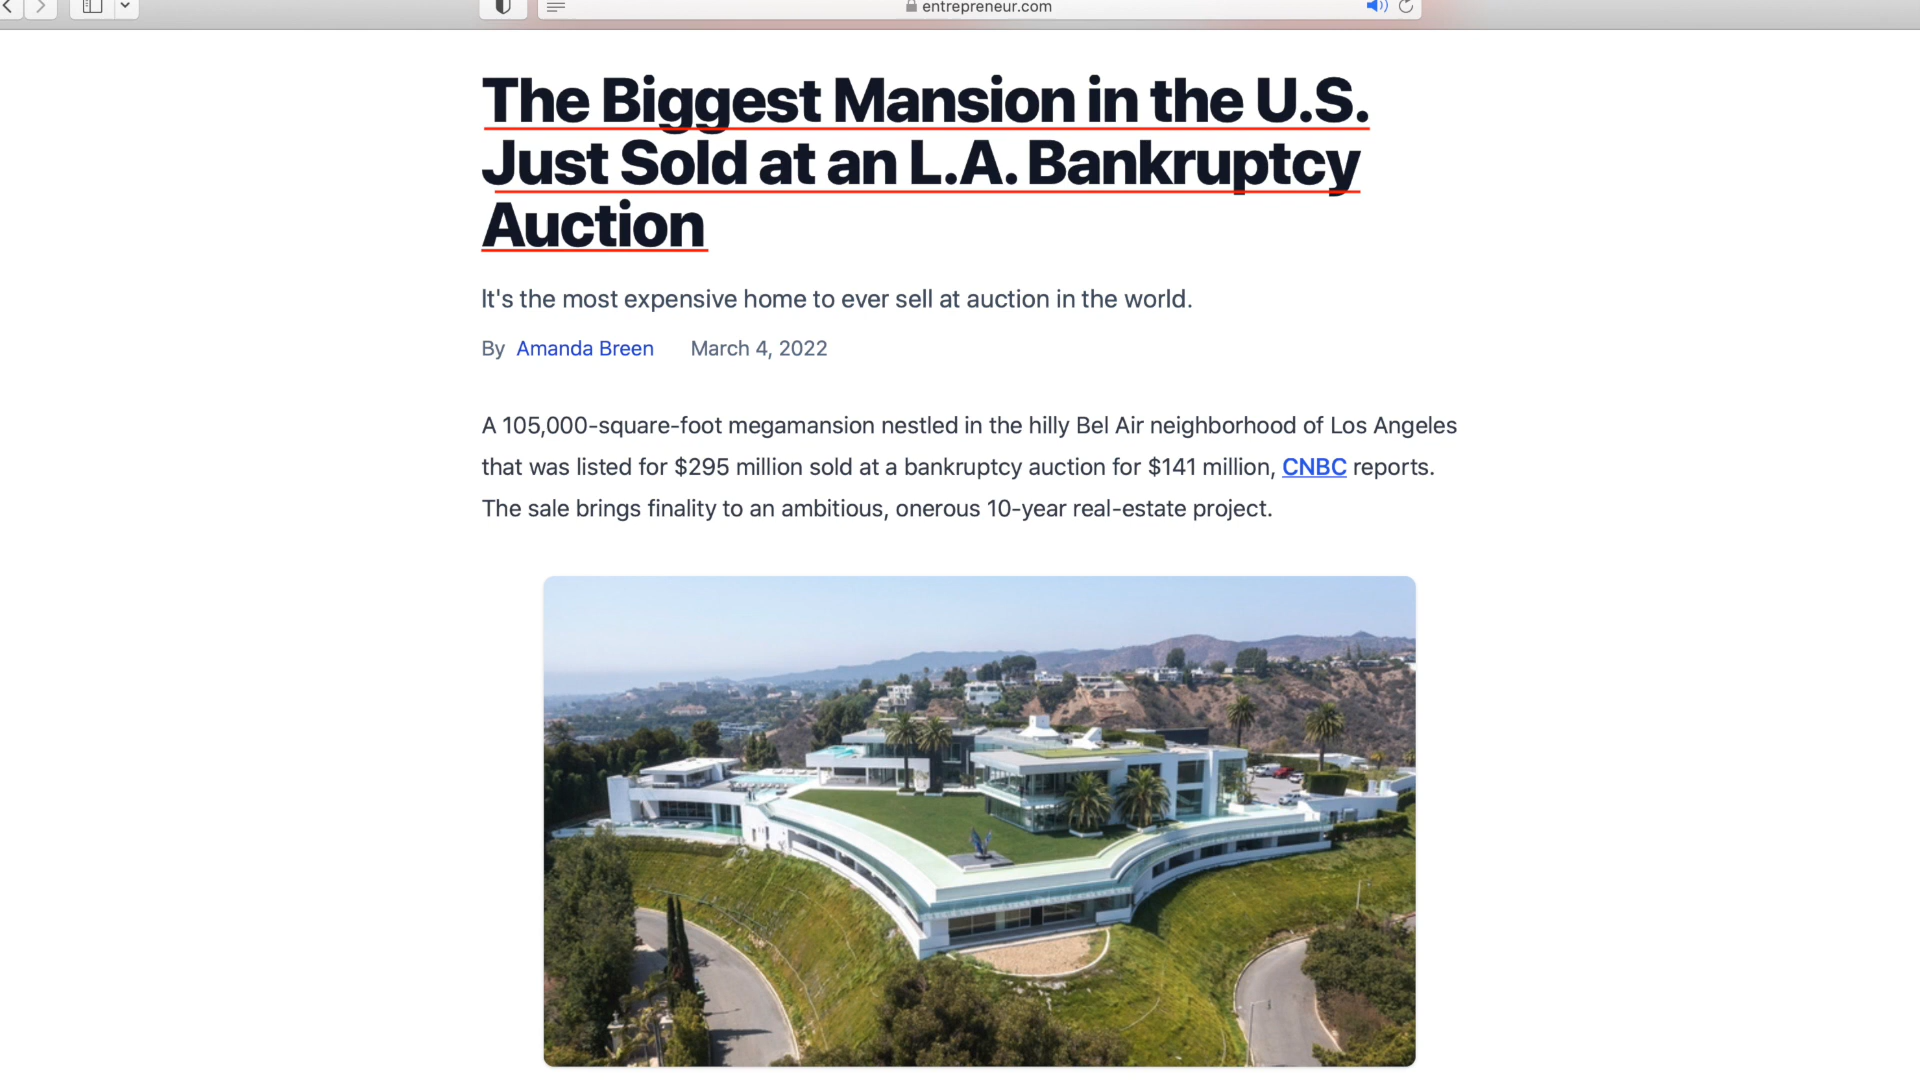 entrepreneur.com
The Biggest Mansion in the U.S.
Just Sold at an L.A. Bankruptcy
Auction
It's the most expensive home to ever sell at auction in the world.
By Amanda Breen March 4, 2022
A 105,000-square-foot megamansion nestled in the hilly Bel Air neighborhood of Los Angeles
that was listed for $295 million sold at a bankruptcy auction for $141 million, CNBC reports.
The sale brings finality to an ambitious, onerous 10-year real-estate project.